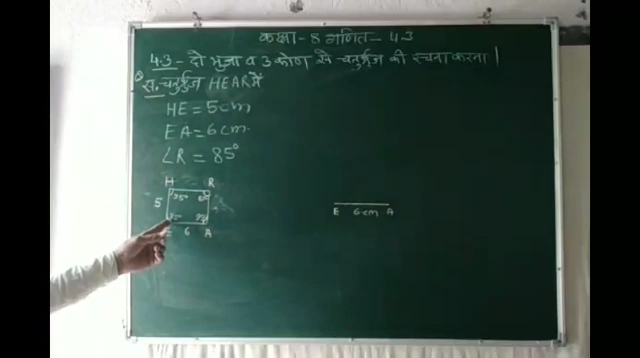 कक्षा - 8 गणित - 4.3
4.3 - दो भुजा व 3 कोण से चतुर्भुज की रचना करना |
चतुर्भुज HEAR में
HE = 5cm
EA = 6cm
∠R = 85°
H R
5
6 A
E 6cm A